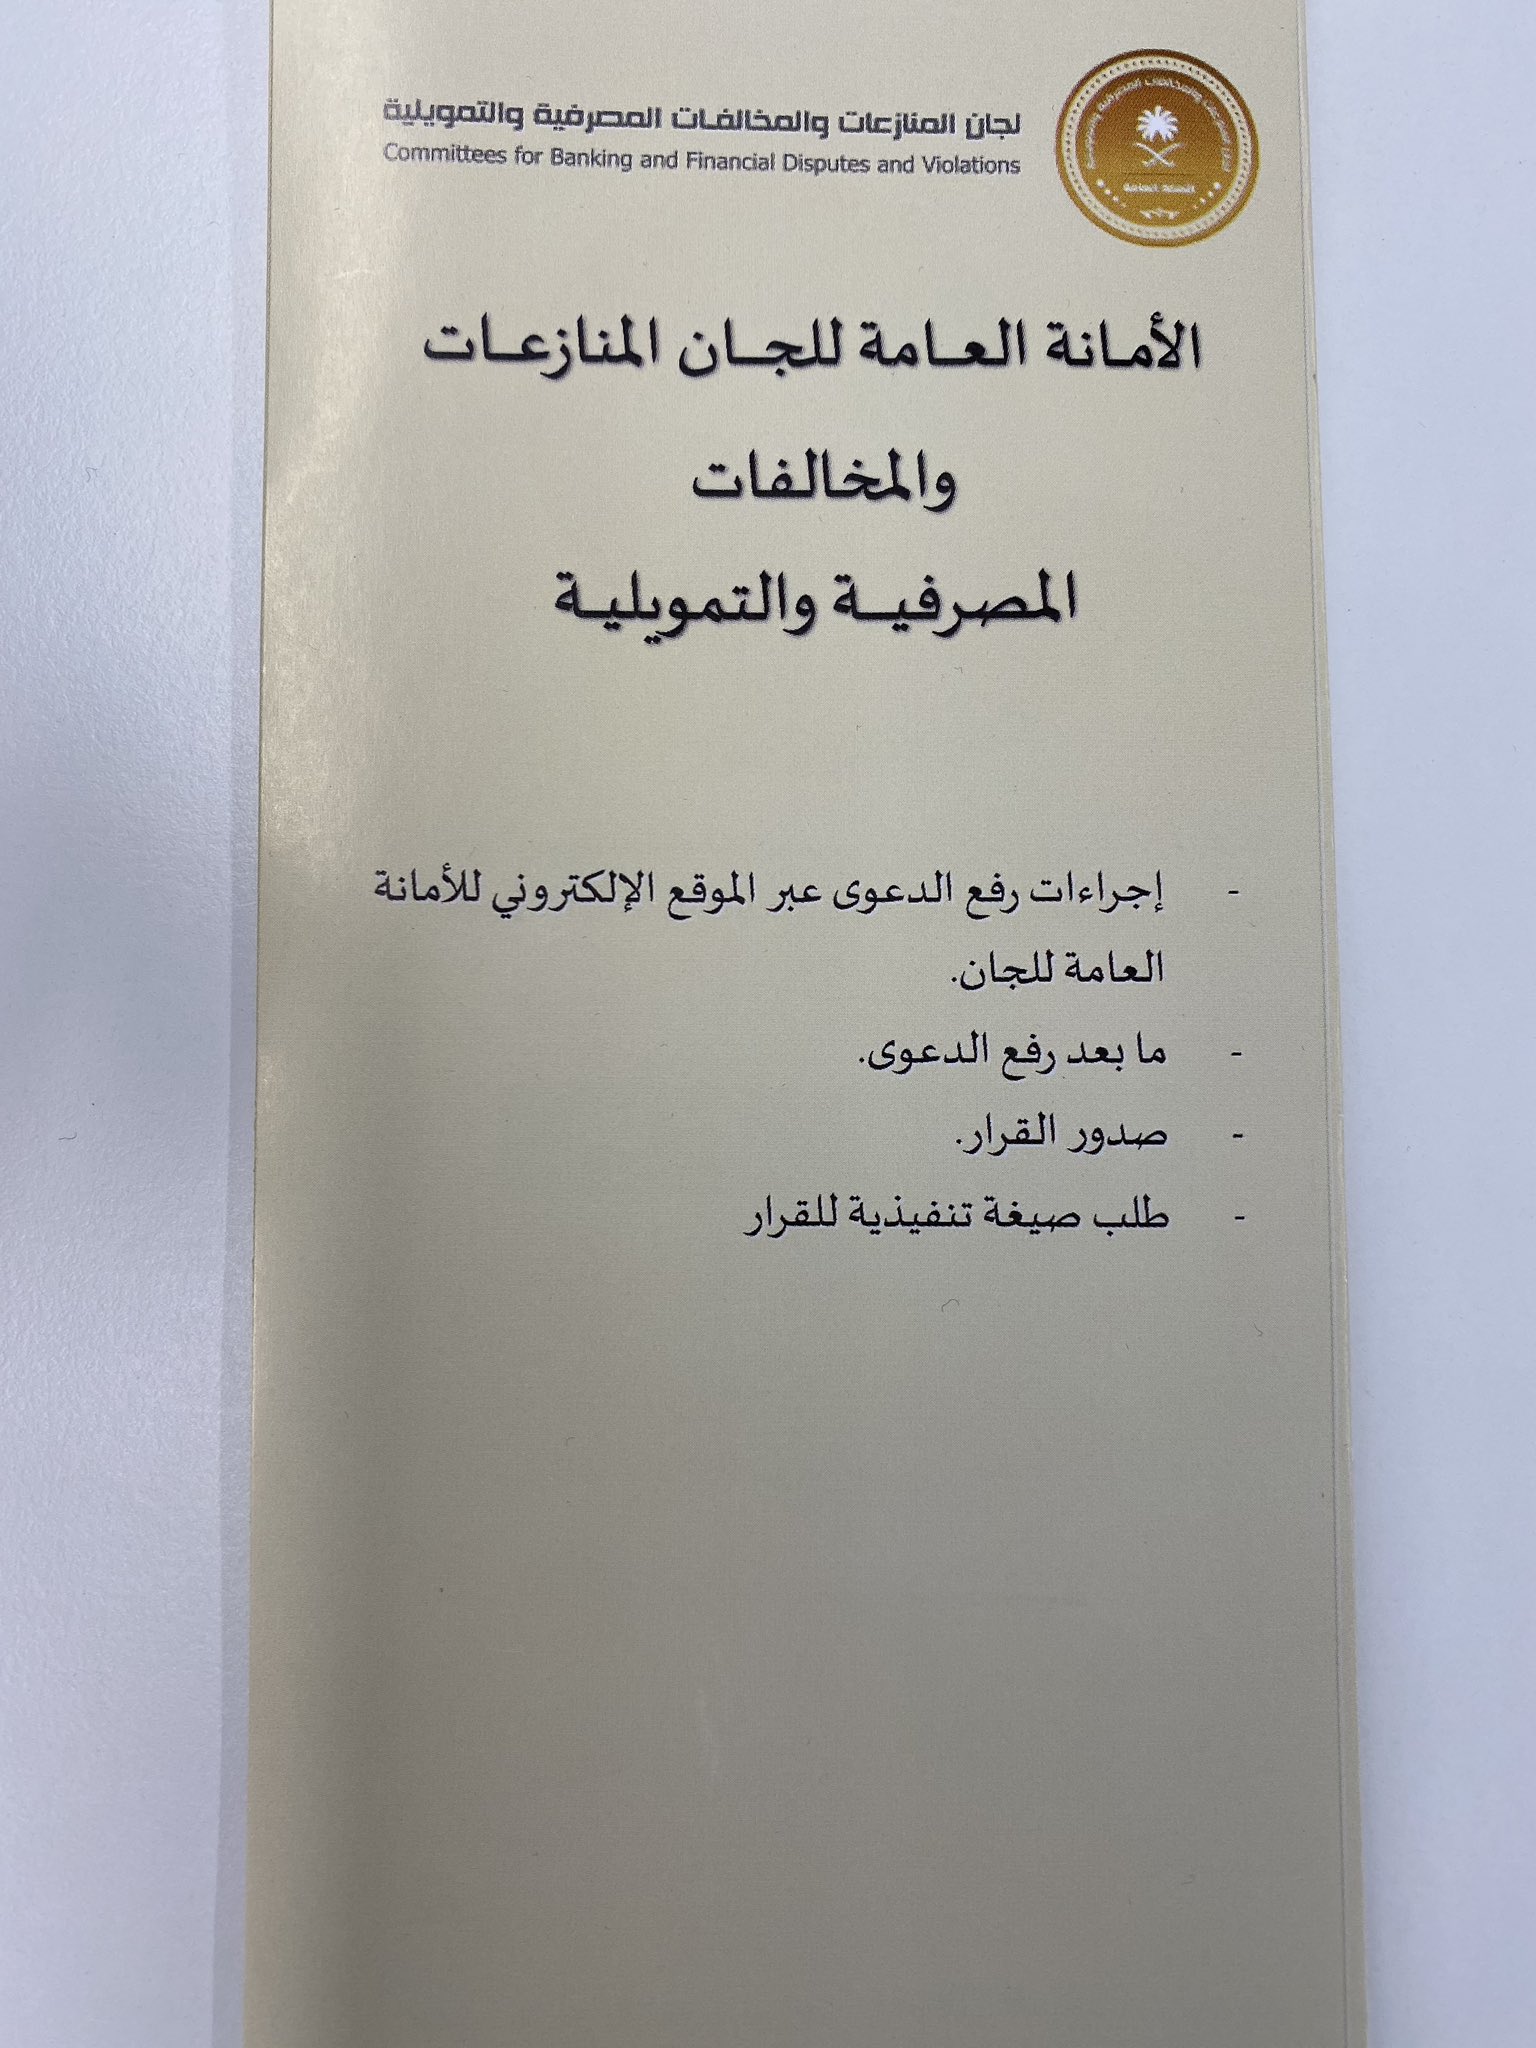 لجان المنازعات والمخالفات المصرفية والتمويلية
Committees for Banking and Financial Disputes and Violations
الأمانة العامة للجان المنازعات
والمخالفات
المصرفية والتمويلية
- إجراءات رفع الدعوى عبر الموقع الإلكتروني للأمانة
العامة للجان.
- ما بعد رفع الدعوى.
- صدور القرار.
- طلب صيغة تنفيذية للقرار